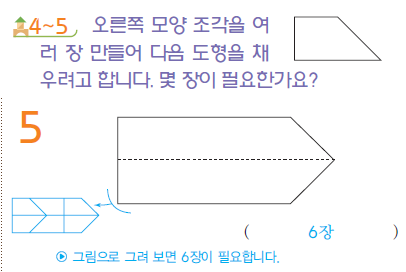 4~5 오른쪽 모양 조각을 여
러 장 만들어 다음 도형을 채
우려고 합니다. 몇 장이 필요한가요?
5
( 6장 )
그림으로 그려 보면 6장이 필요합니다.